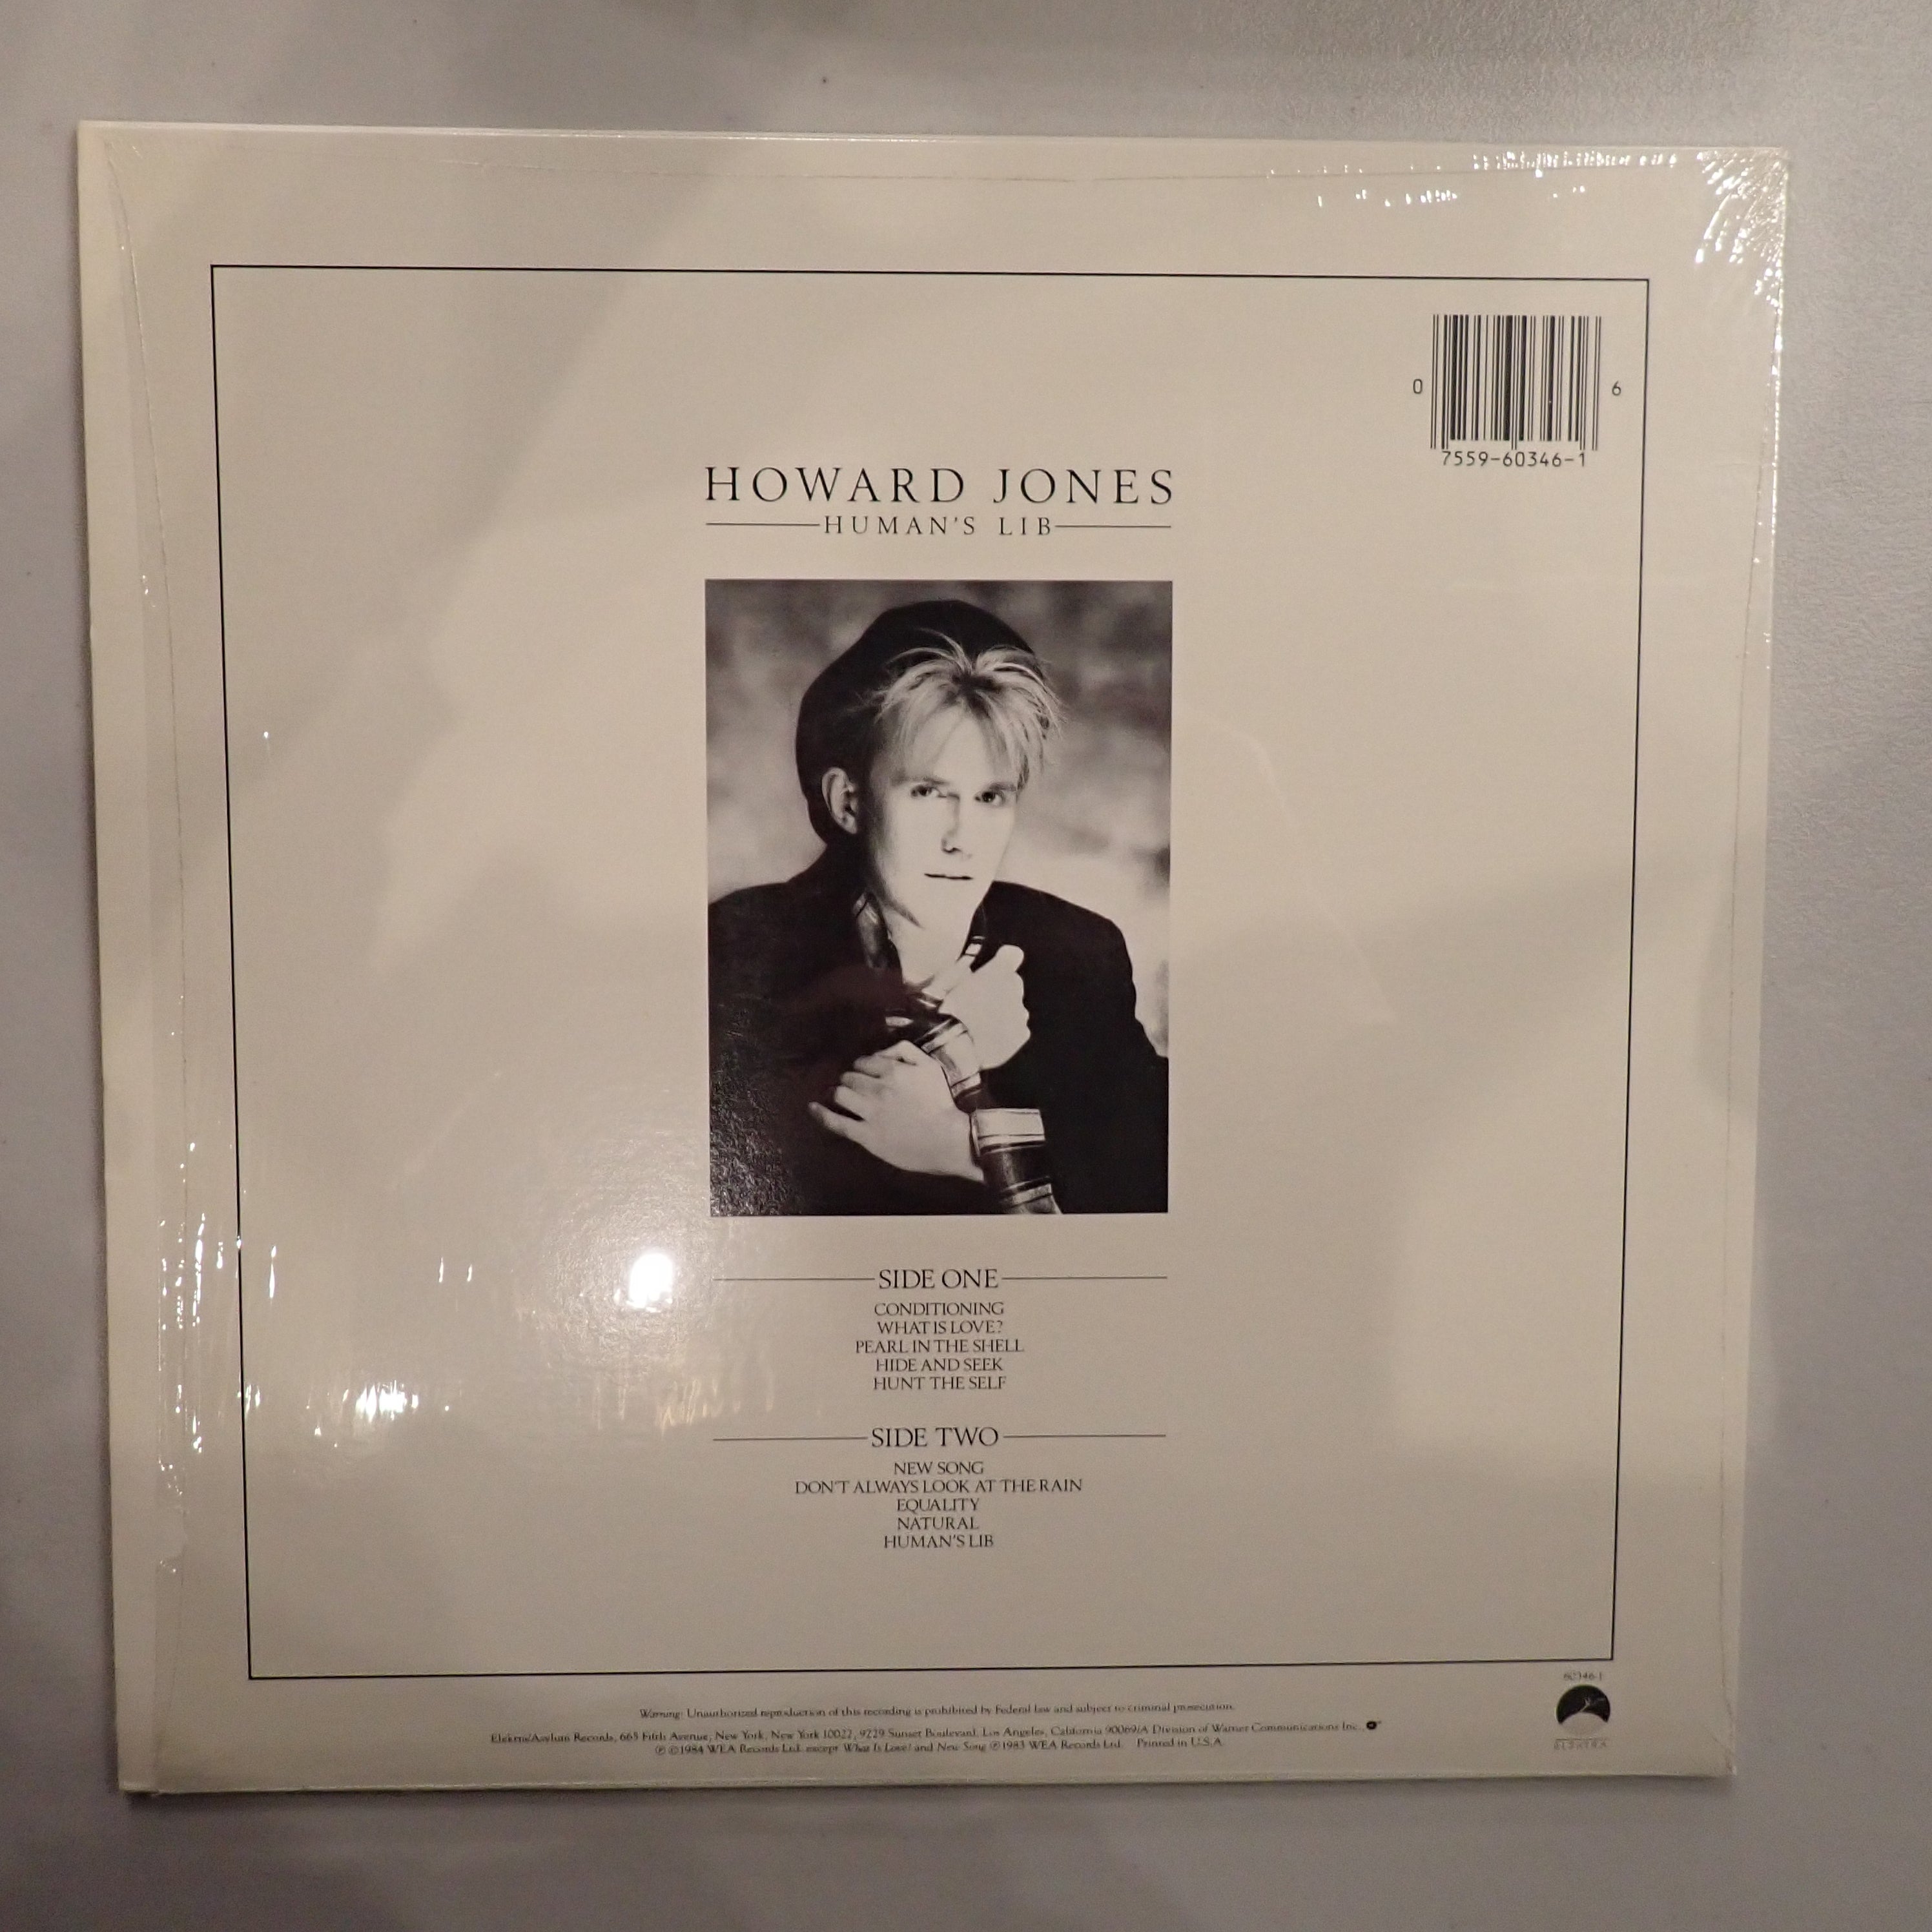 0
6
7559-60346-1
HOWARD JONES
HUMAN'S LIB
SIDE ONE
CONDITIONING
WHAT IS LOVE?
PEARL IN THE SHELL
HIDE AND SEEK
HUNT THE SELF
SIDE TWO
NEW SONG
DON'T ALWAYS LOOK AT THE RAIN
EQUALITY
NATURAL
HUMAN'S LIB
60346-1
Warning: Unauthorized reproduction of this recording is prohibited by Federal law and subject to criminal prosecution.
Elektra/Asylum Records, 665 Fifth Avenue, New York, New York 10022, 9229 Sunset Boulevard, Los Angeles, California 90069/A Division of Warner Communications Inc.
℗ ©1984 WEA Records Ltd. except What Is Love? and New Song ℗1983 WEA Records Ltd. Printed in U.S.A.
ELEKTRA